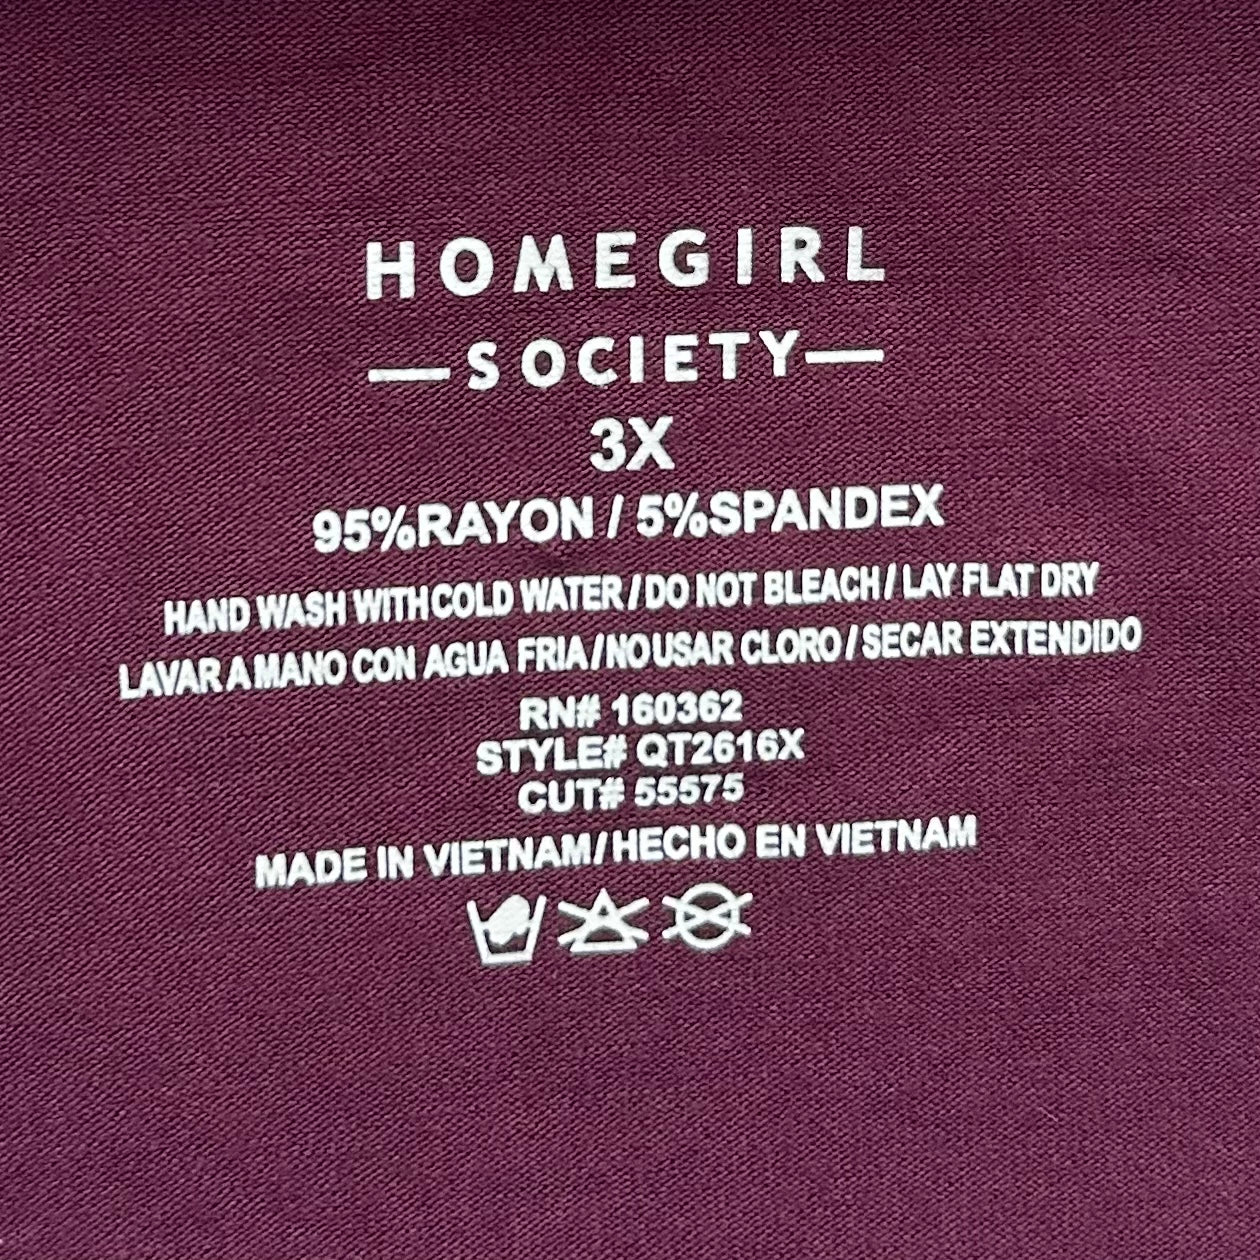 HOMEGIRL
—SOCIETY—
3X
95%RAYON / 5%SPANDEX
HAND WASH WITH COLD WATER / DO NOT BLEACH / LAY FLAT DRY
LAVAR A MANO CON AGUA FRIA / NO USAR CLORO / SECAR EXTENDIDO
RN# 160362
STYLE# QT2616X
CUT# 55575
MADE IN VIETNAM/HECHO EN VIETNAM